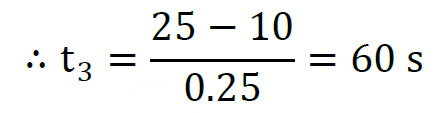 ∴ t₃ = (25 − 10)/0.25 = 60 s